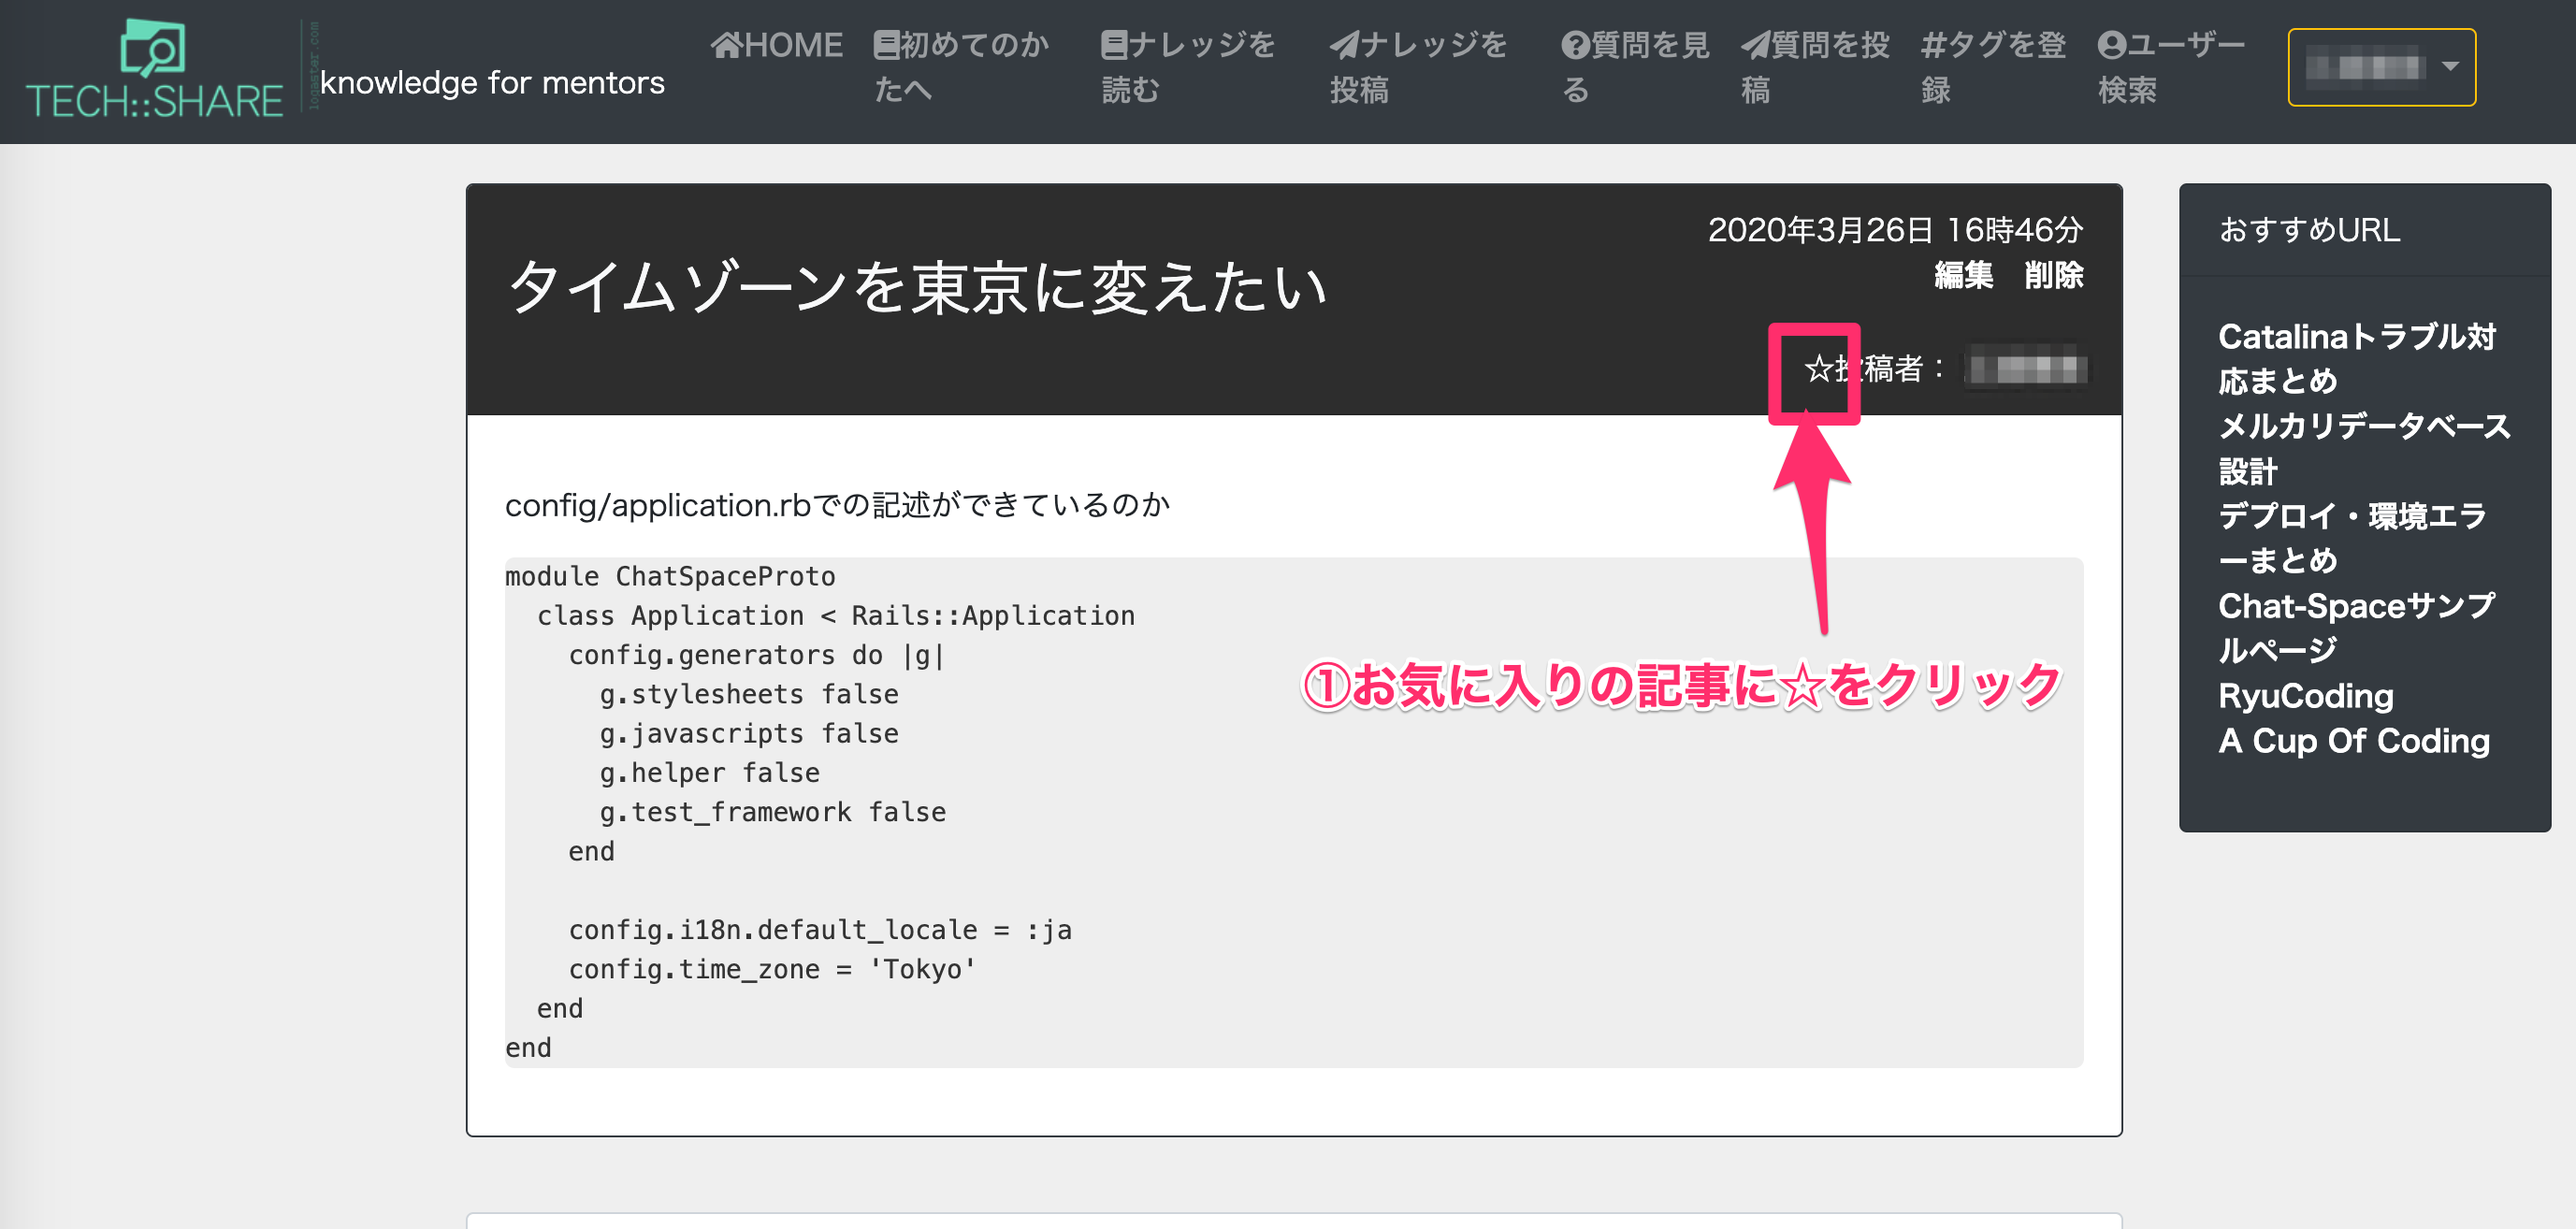 TECH::SHARE
logaster.com
knowledge for mentors
HOME
初めてのか
たへ
ナレッジを
読む
ナレッジを
投稿
質問を見
る
質問を投
稿
#タグを登
録
ユーザー
検索
タイムゾーンを東京に変えたい
2020年3月26日 16時46分
編集 削除
☆投稿者：
config/application.rbでの記述ができているのか
module ChatSpaceProto
  class Application < Rails::Application
    config.generators do |g|
      g.stylesheets false
      g.javascripts false
      g.helper false
      g.test_framework false
    end
    config.i18n.default_locale = :ja
    config.time_zone = 'Tokyo'
  end
end
①お気に入りの記事に☆をクリック
おすすめURL
Catalinaトラブル対
応まとめ
メルカリデータベース
設計
デプロイ・環境エラ
ーまとめ
Chat-Spaceサンプ
ルページ
RyuCoding
A Cup Of Coding